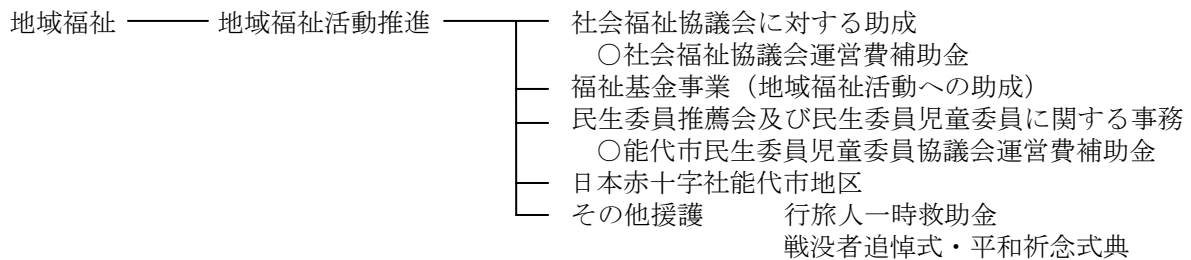 地域福祉 地域福祉活動推進 社会福祉協議会に対する助成
○社会福祉協議会運営費補助金
福祉基金事業（地域福祉活動への助成）
民生委員推薦会及び民生委員児童委員に関する事務
○能代市民生委員児童委員協議会運営費補助金
日本赤十字社能代市地区
その他援護 行旅人一時救助金
戦没者追悼式・平和祈念式典